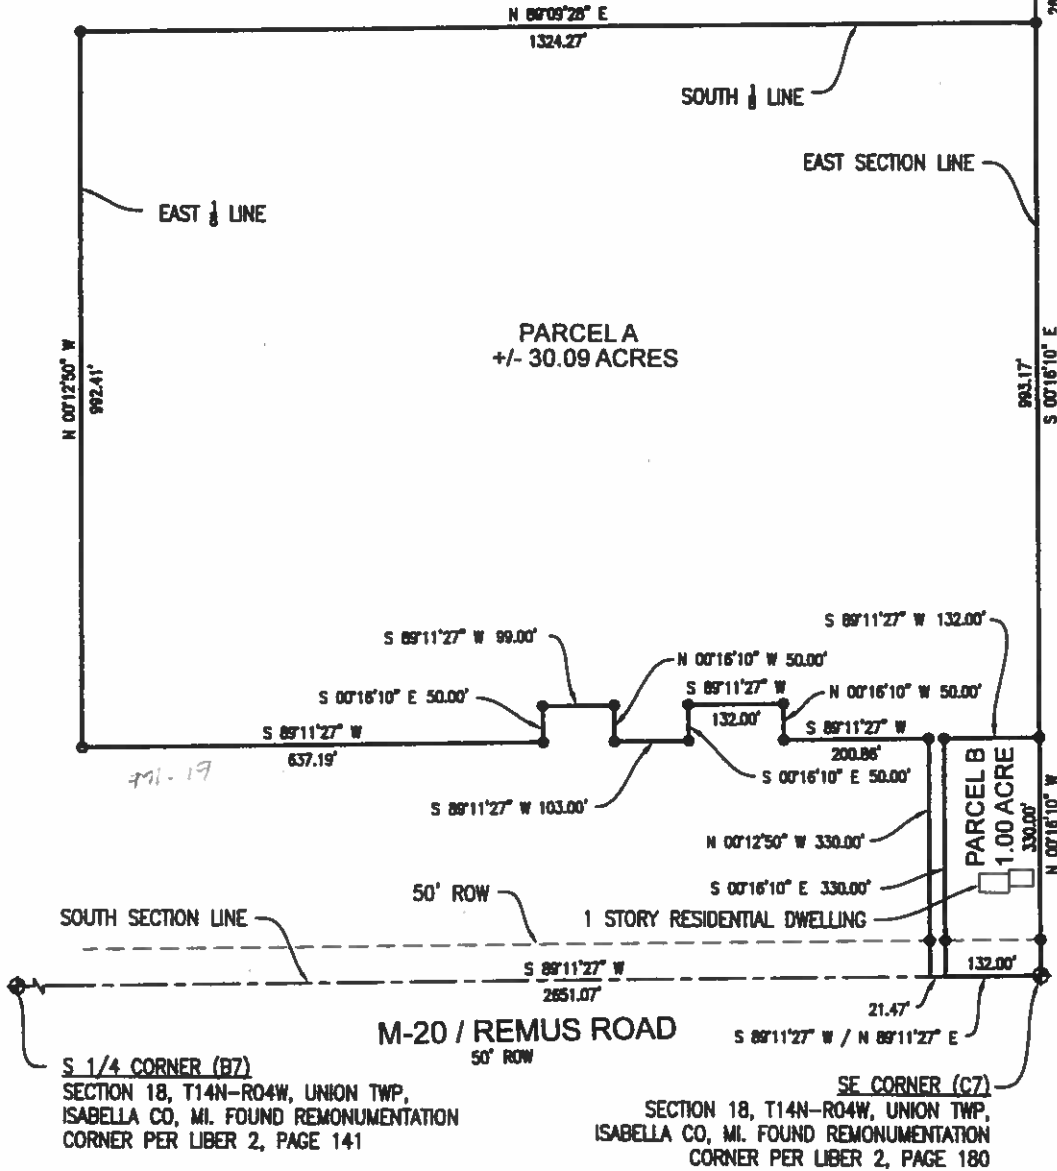 N 89°09'28" E
1324.27'
SOUTH 1/8 LINE
EAST SECTION LINE
EAST 1/8 LINE
PARCEL A
+/- 30.09 ACRES
N 00°12'50" W
992.41'
993.17'
S 00°16'10" E
S 89°11'27" W 132.00'
S 89°11'27" W 99.00'
N 00°16'10" W 50.00'
S 00°16'10" E 50.00'
S 89°11'27" W
132.00'
N 00°16'10" W 50.00'
S 89°11'27" W
637.19'
S 89°11'27" W
200.86'
S 00°16'10" E 50.00'
S 89°11'27" W 103.00'
PARCEL B
1.00 ACRE
330.00'
N 00°16'10" W
N 00°12'50" W 330.00'
S 00°16'10" E 330.00'
50' ROW
1 STORY RESIDENTIAL DWELLING
SOUTH SECTION LINE
S 89°11'27" W
2651.07'
132.00'
21.47'
M-20 / REMUS ROAD
50' ROW
S 89°11'27" W / N 89°11'27" E
S 1/4 CORNER (B7)
SECTION 18, T14N-R04W, UNION TWP,
ISABELLA CO, MI. FOUND REMONUMENTATION
CORNER PER LIBER 2, PAGE 141
SE CORNER (C7)
SECTION 18, T14N-R04W, UNION TWP,
ISABELLA CO, MI. FOUND REMONUMENTATION
CORNER PER LIBER 2, PAGE 180